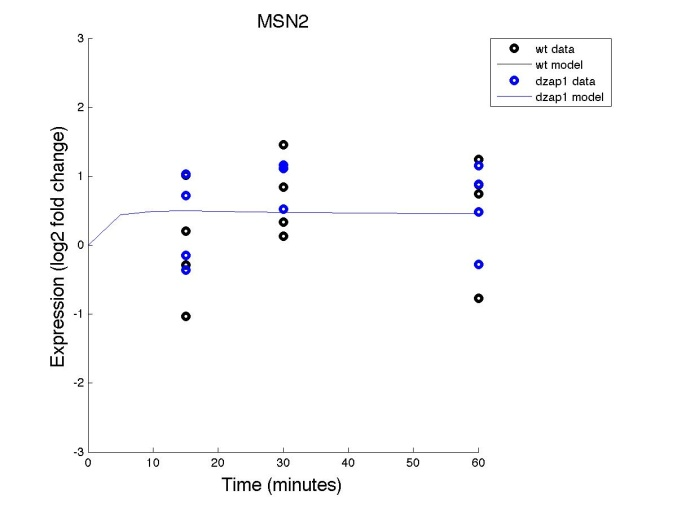 MSN2
3
2
1
0
-1
-2
-3
0 10 20 30 40 50 60
Expression (log2 fold change)
Time (minutes)
wt data
wt model
dzap1 data
dzap1 model